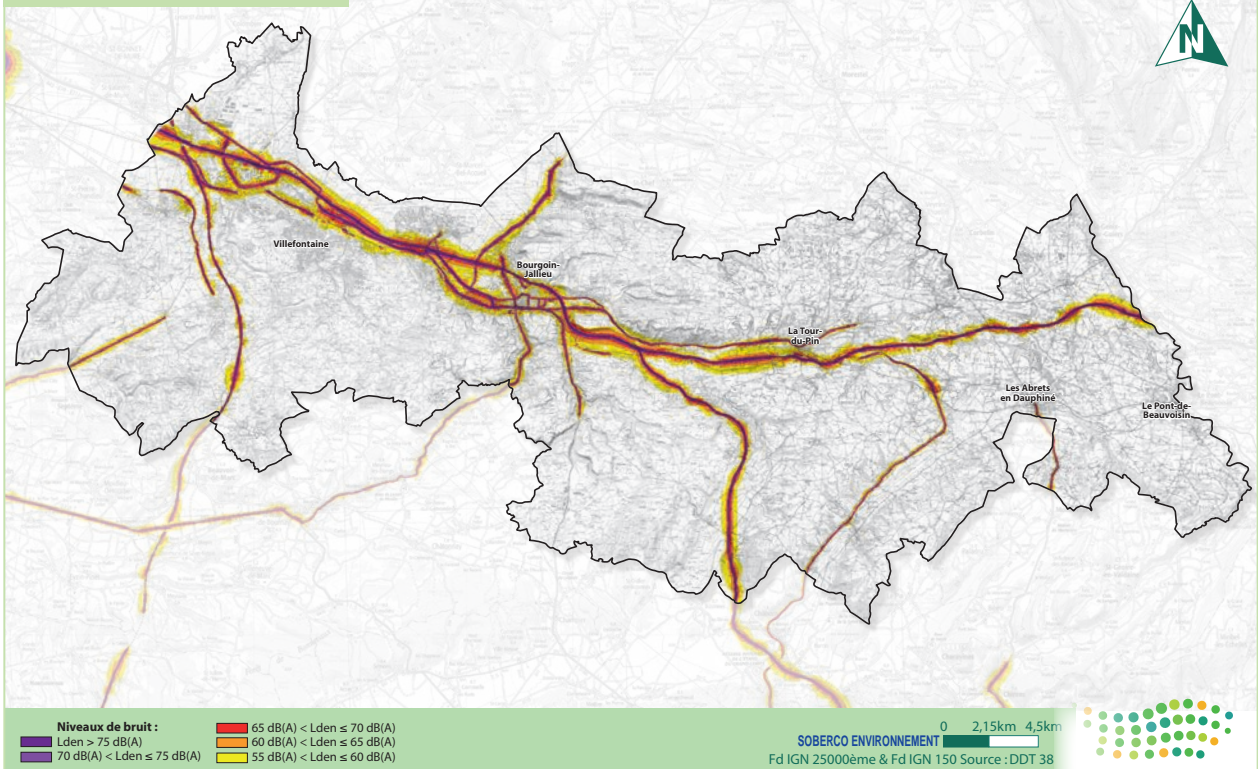 N
Villefontaine
Bourgoin-
Jallieu
La Tour-
du-Pin
Les Abrets
en Dauphiné
Le Pont-de-
Beauvoisin
Niveaux de bruit :
Lden > 75 dB(A)
70 dB(A) < Lden ≤ 75 dB(A)
65 dB(A) < Lden ≤ 70 dB(A)
60 dB(A) < Lden ≤ 65 dB(A)
55 dB(A) < Lden ≤ 60 dB(A)
0 2,15km 4,5km
SOBERCO ENVIRONNEMENT
Fd IGN 25000ème & Fd IGN 150 Source : DDT 38